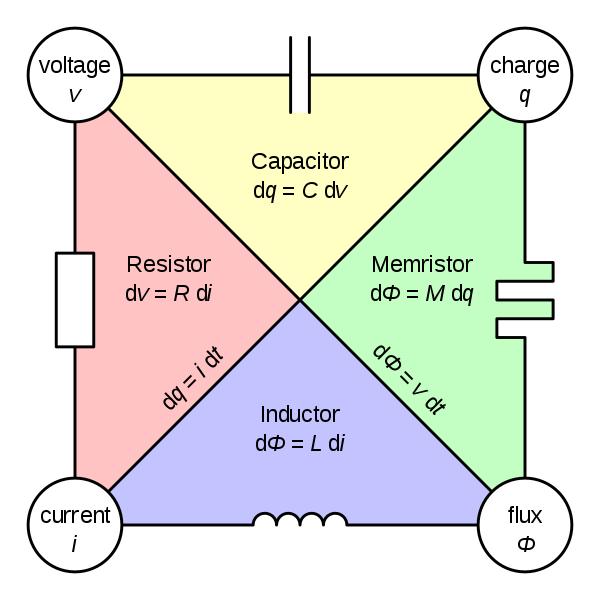 voltage
v
charge
q
Capacitor
dq = C dv
Resistor
dv = R di
Memristor
dΦ = M dq
dq = i dt
dΦ = v dt
Inductor
dΦ = L di
current
i
flux
Φ